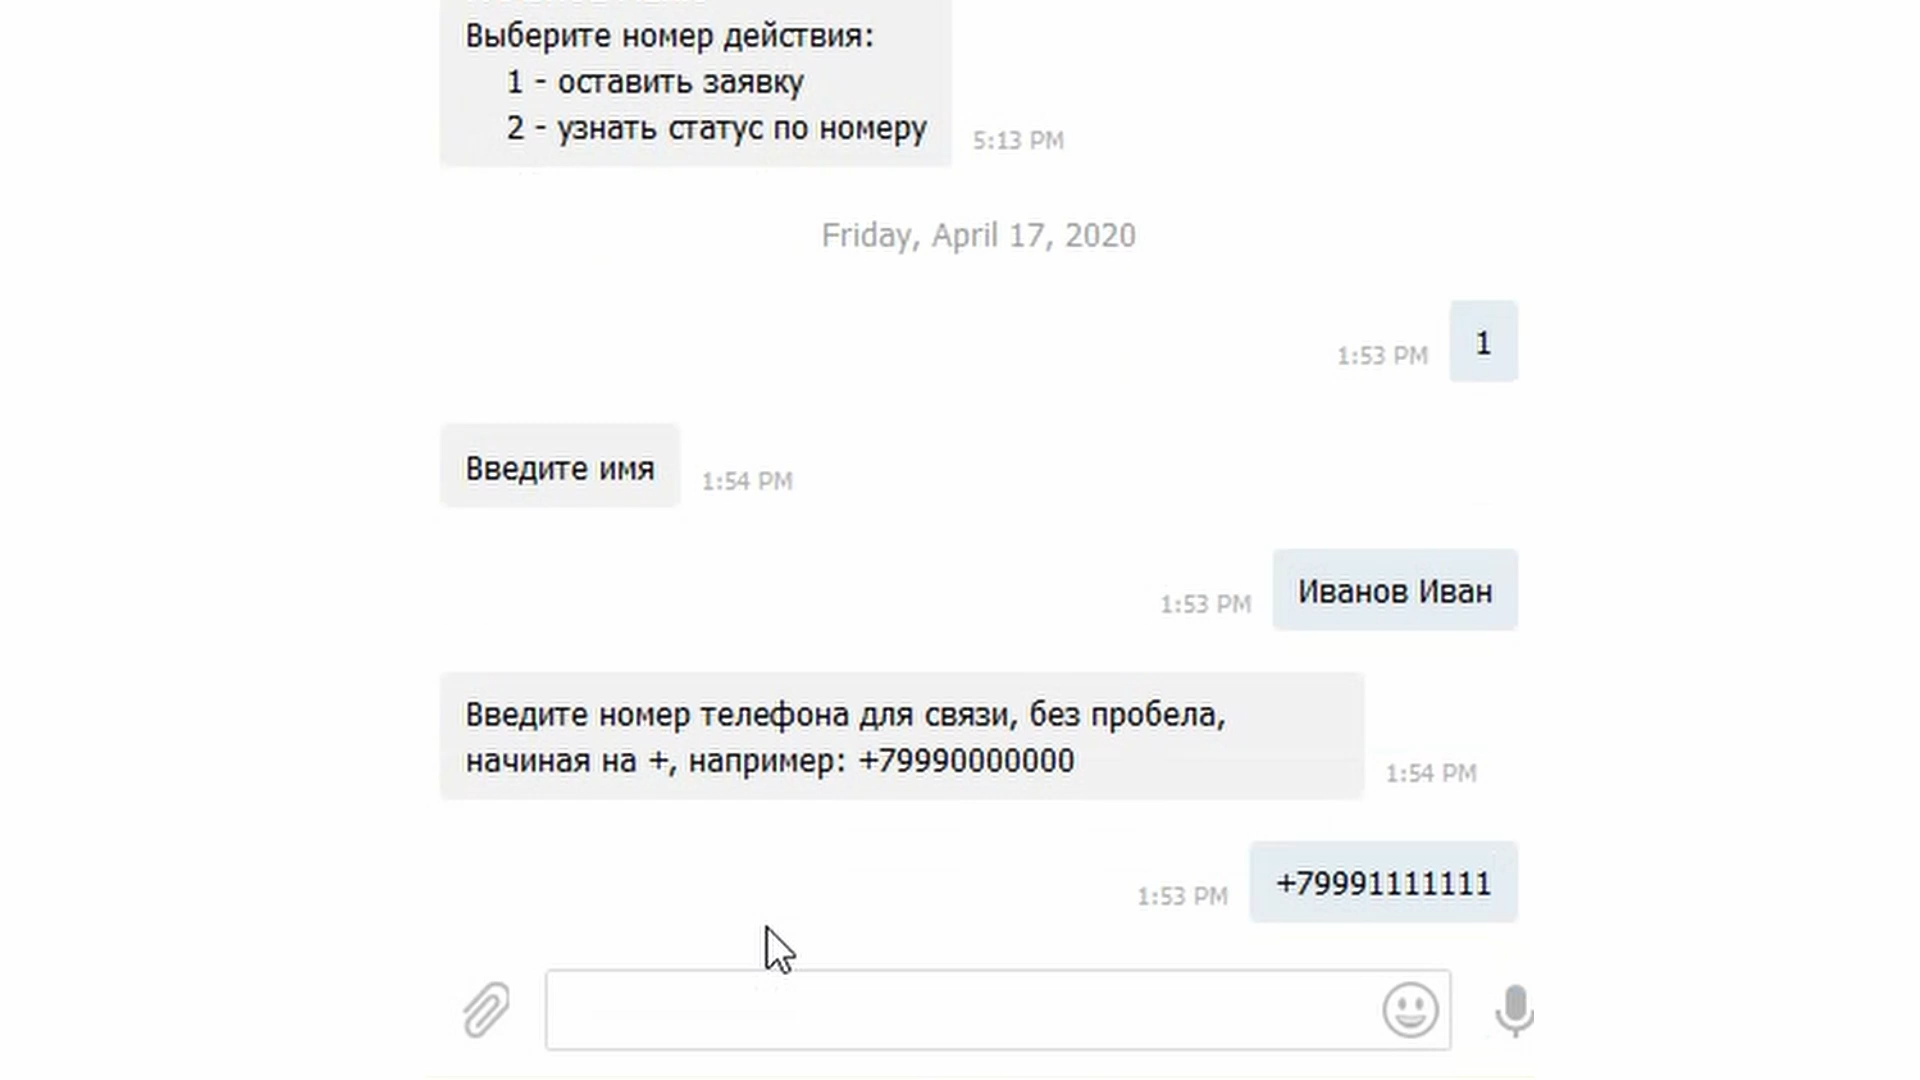 Выберите номер действия:
1 - оставить заявку
2 - узнать статус по номеру
5:13 PM
Friday, April 17, 2020
1:53 PM
1
Введите имя
1:54 PM
1:53 PM
Иванов Иван
Введите номер телефона для связи, без пробела,
начиная на +, например: +79990000000
1:54 PM
1:53 PM
+79991111111